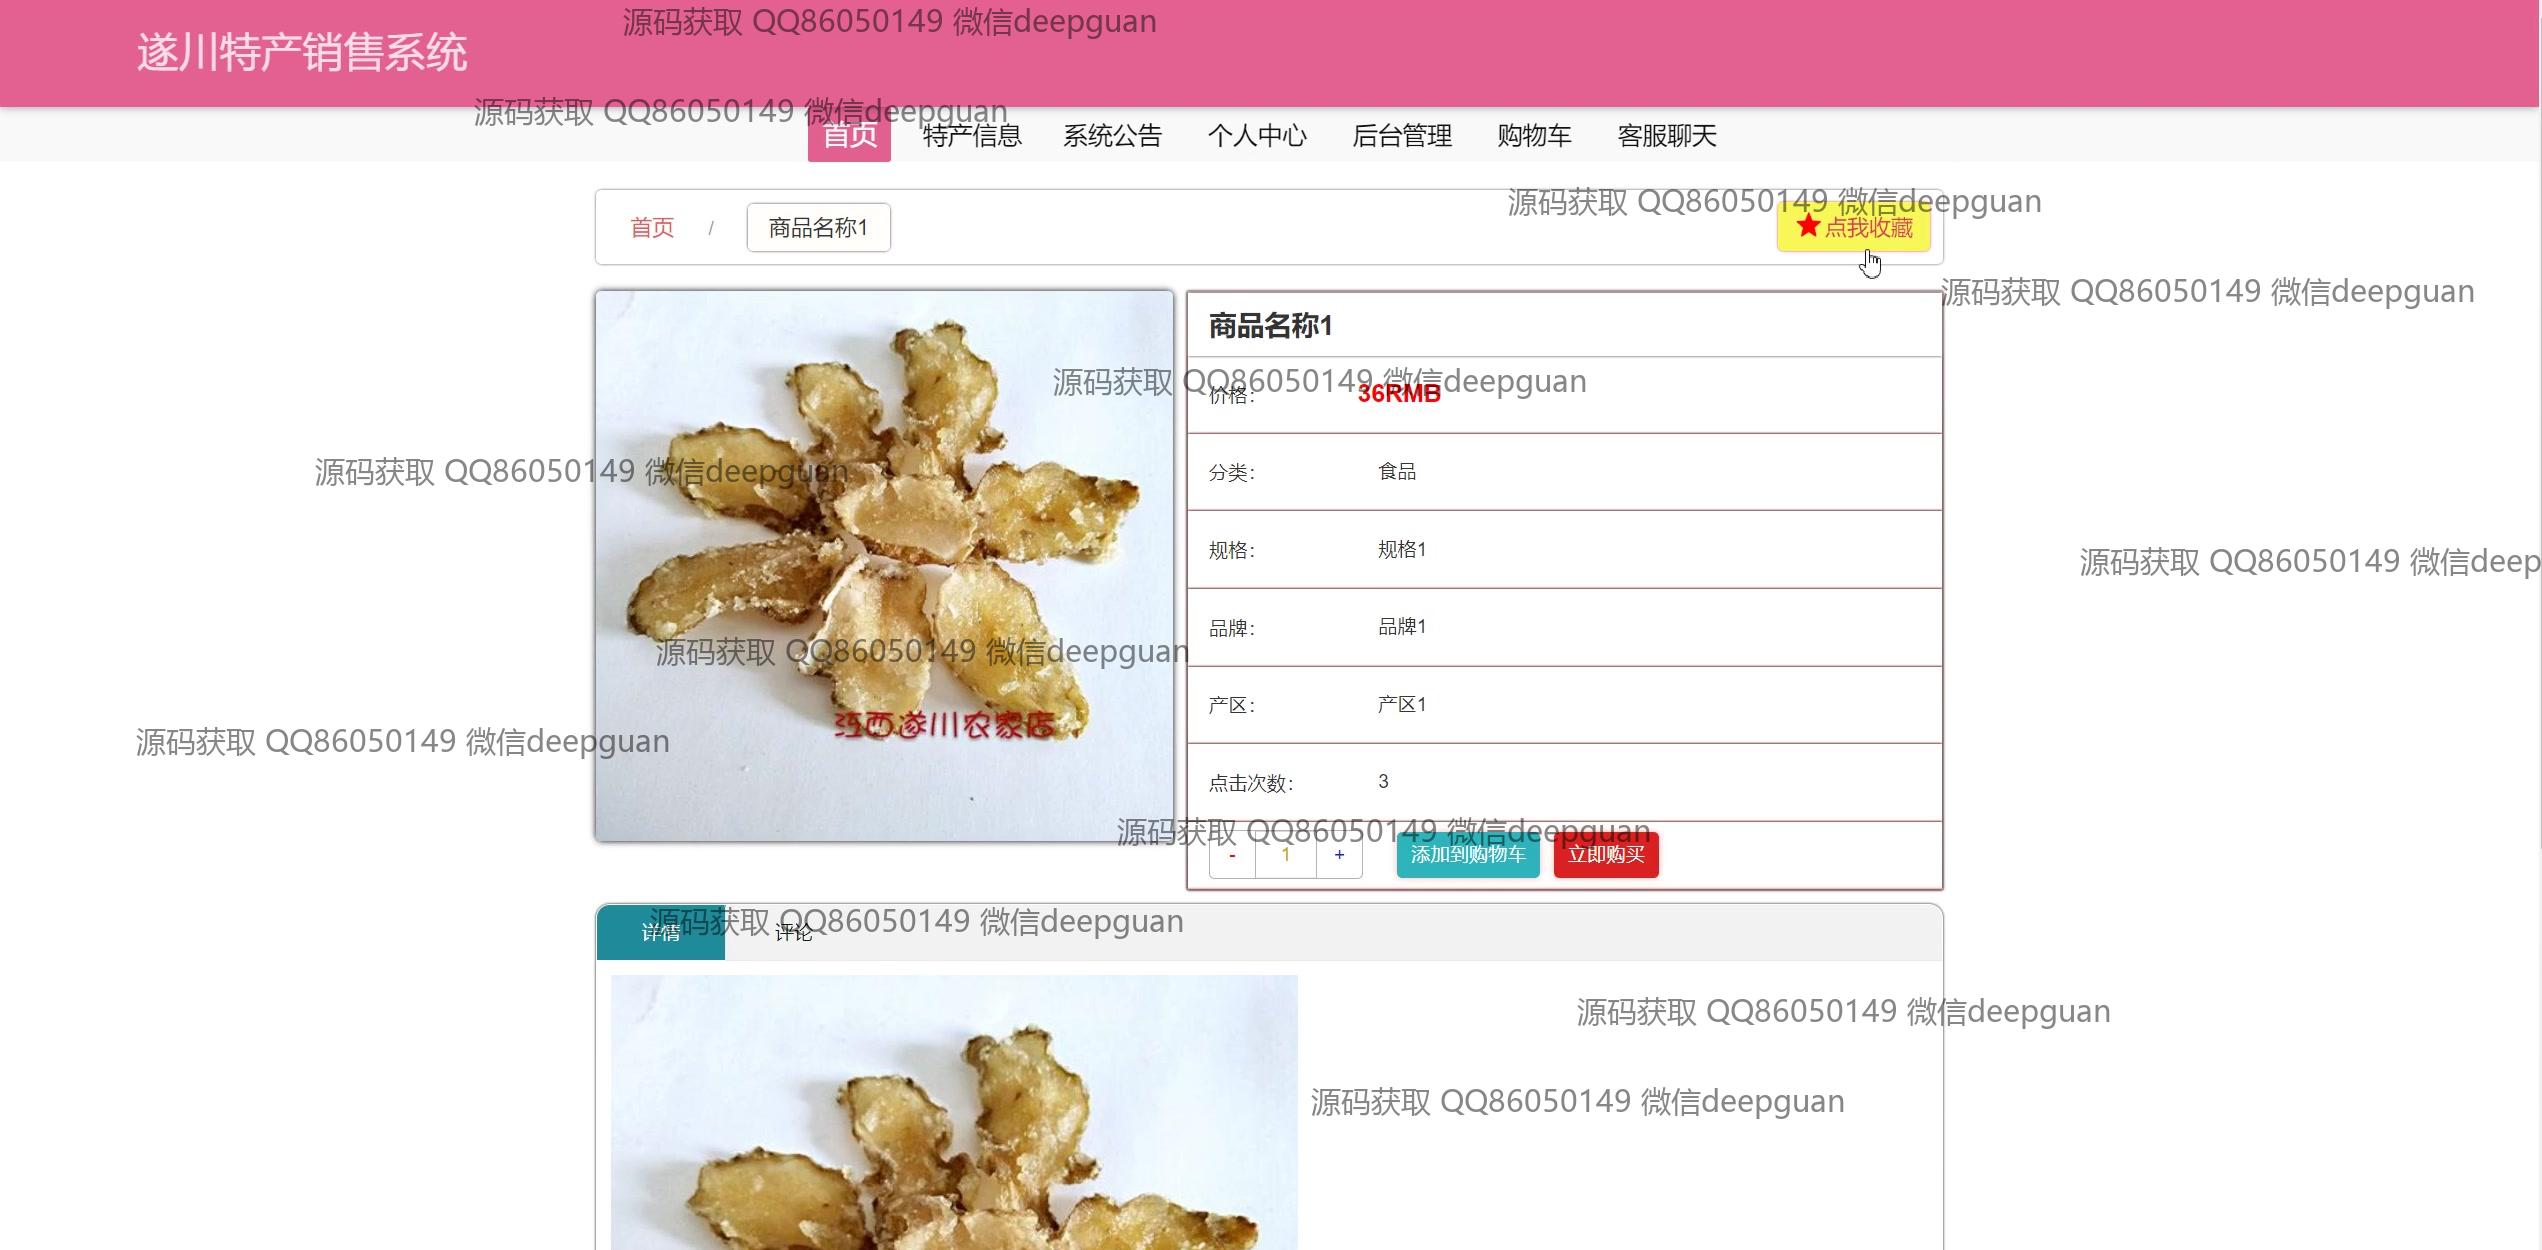 源码获取 QQ86050149 微信deepguan
遂川特产销售系统
源码获取 QQ86050149 微信deepguan
首页 特产信息 系统公告 个人中心 后台管理 购物车 客服聊天
源码获取 QQ86050149 微信deepguan
首页 / 商品名称1 点我收藏
源码获取 QQ86050149 微信deepguan
商品名称1
源码获取 QQ86050149 微信deepguan
价格： 36RMB
源码获取 QQ86050149 微信deepguan
分类： 食品
规格： 规格1
源码获取 QQ86050149 微信deep
品牌： 品牌1
源码获取 QQ86050149 微信deepguan
产区： 产区1
江西遂川农家店
源码获取 QQ86050149 微信deepguan
点击次数： 3
源码获取 QQ86050149 微信deepguan
- 1 + 添加到购物车 立即购买
源码获取 QQ86050149 微信deepguan
详情 评论
源码获取 QQ86050149 微信deepguan
源码获取 QQ86050149 微信deepguan